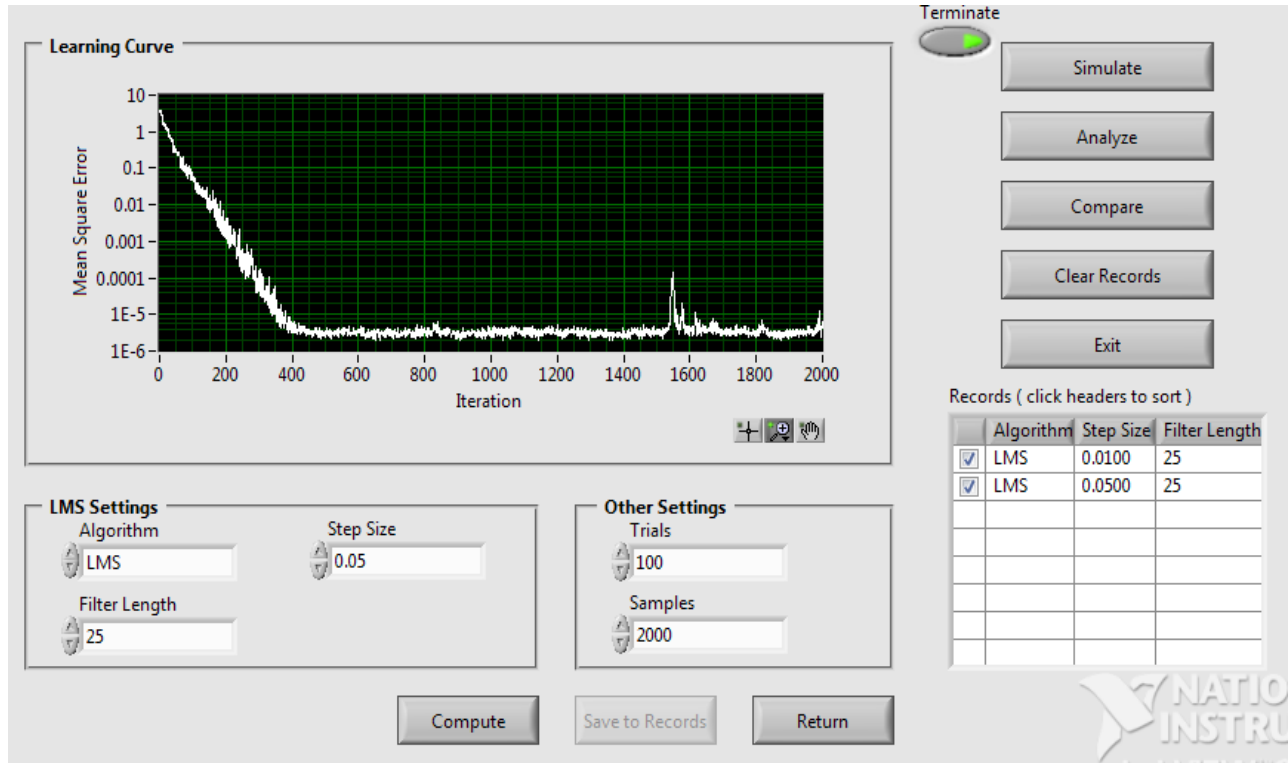 Terminate
Learning Curve
Simulate
Analyze
Compare
Clear Records
Exit
Mean Square Error
10
1
0.1
0.01
0.001
0.0001
1E-5
1E-6
0 200 400 600 800 1000 1200 1400 1600 1800 2000
Iteration
Records ( click headers to sort )
Algorithm Step Size Filter Length
LMS 0.0100 25
LMS 0.0500 25
LMS Settings
Algorithm
LMS
Step Size
0.05
Filter Length
25
Other Settings
Trials
100
Samples
2000
Compute
Save to Records
Return
NATIO
INSTRU